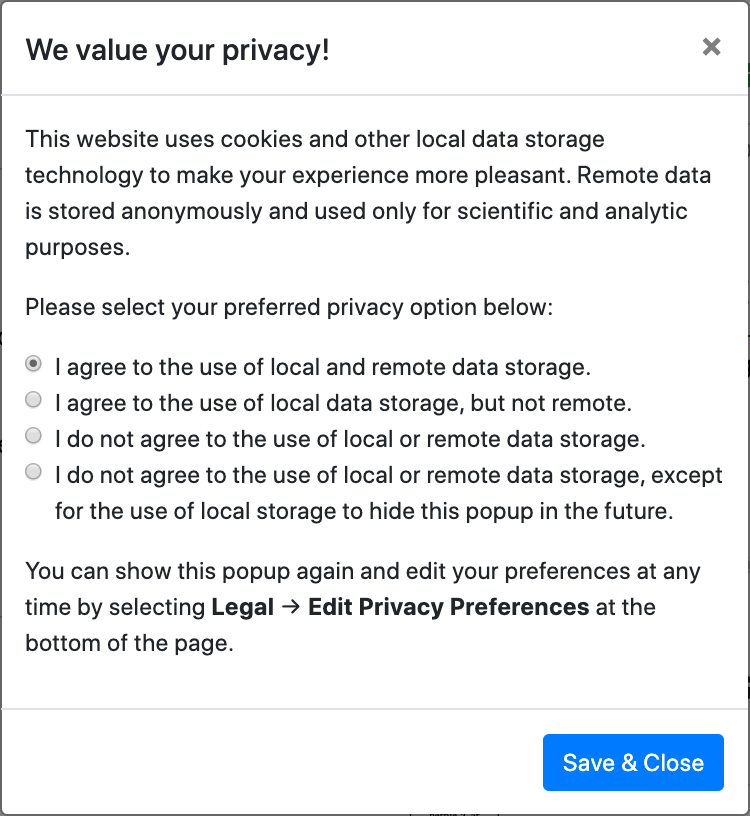 We value your privacy!
×
This website uses cookies and other local data storage
technology to make your experience more pleasant. Remote data
is stored anonymously and used only for scientific and analytic
purposes.
Please select your preferred privacy option below:
I agree to the use of local and remote data storage.
I agree to the use of local data storage, but not remote.
I do not agree to the use of local or remote data storage.
I do not agree to the use of local or remote data storage, except
for the use of local storage to hide this popup in the future.
You can show this popup again and edit your preferences at any
time by selecting Legal → Edit Privacy Preferences at the
bottom of the page.
Save & Close